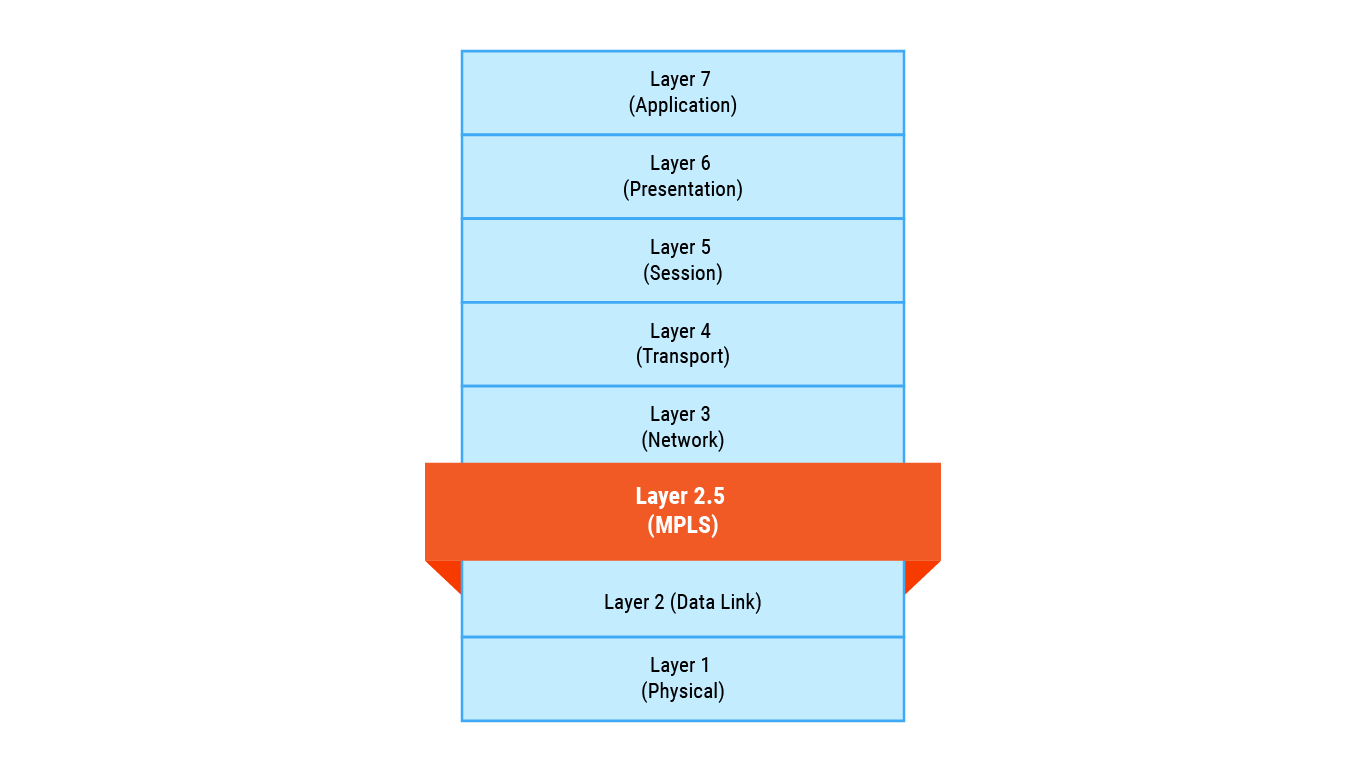 Layer 7
(Application)
Layer 6
(Presentation)
Layer 5
(Session)
Layer 4
(Transport)
Layer 3
(Network)
Layer 2.5
(MPLS)
Layer 2 (Data Link)
Layer 1
(Physical)